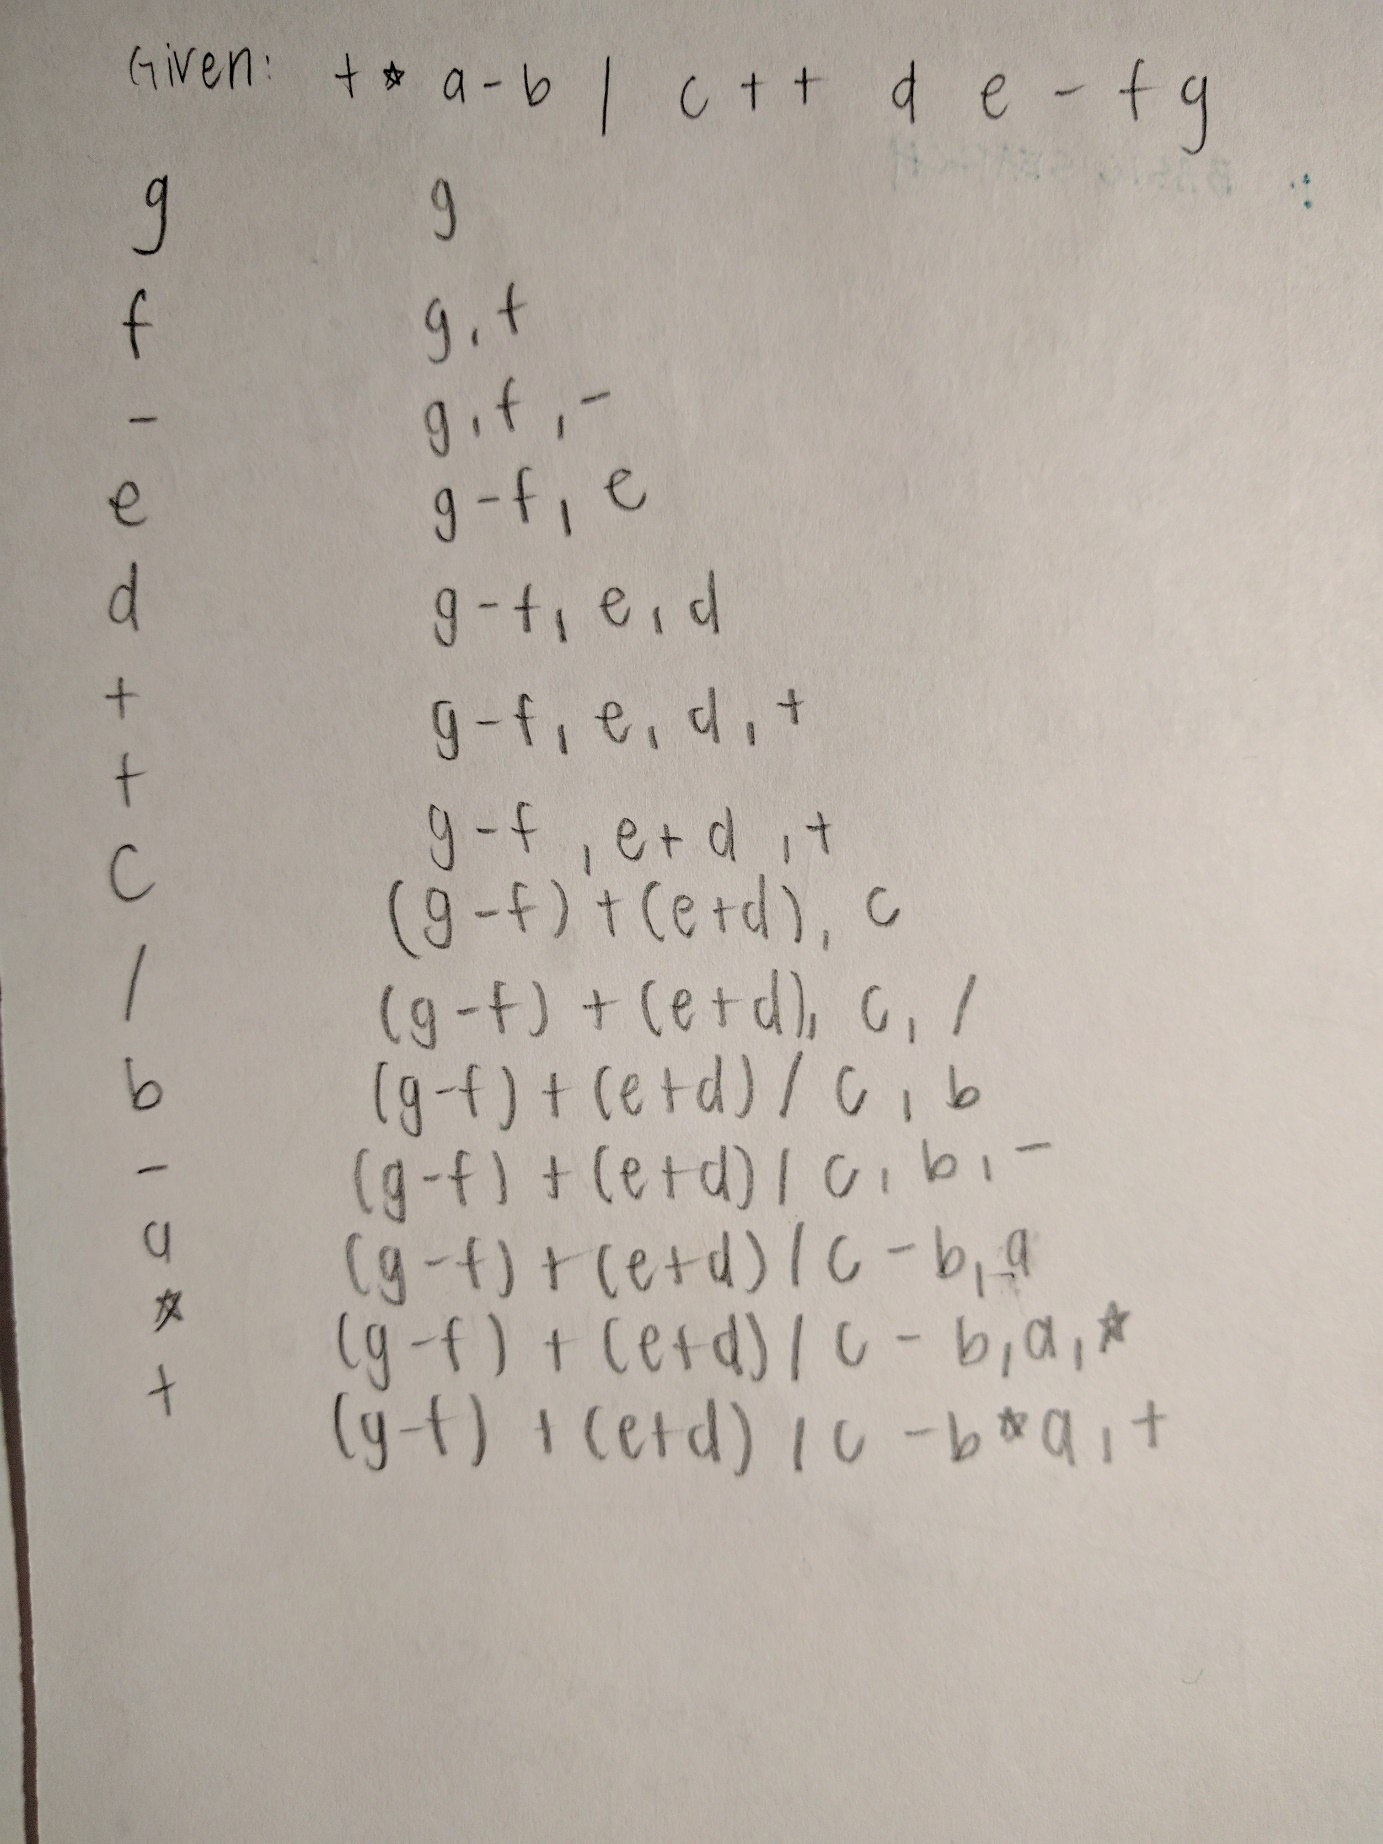 Given: + * a - b / c + + d e - f g
g g
f g, f
- g, f, -
e g - f, e
d g - f, e, d
+ g - f, e, d, +
+ g - f, e + d, +
C (g - f) + (e + d), c
/ (g - f) + (e + d), c, /
b (g - f) + (e + d) / c, b
- (g - f) + (e + d) / c, b, -
a (g - f) + (e + d) / c - b, a
* (g - f) + (e + d) / c - b, a, *
+ (g - f) + (e + d) / c - b * a, +